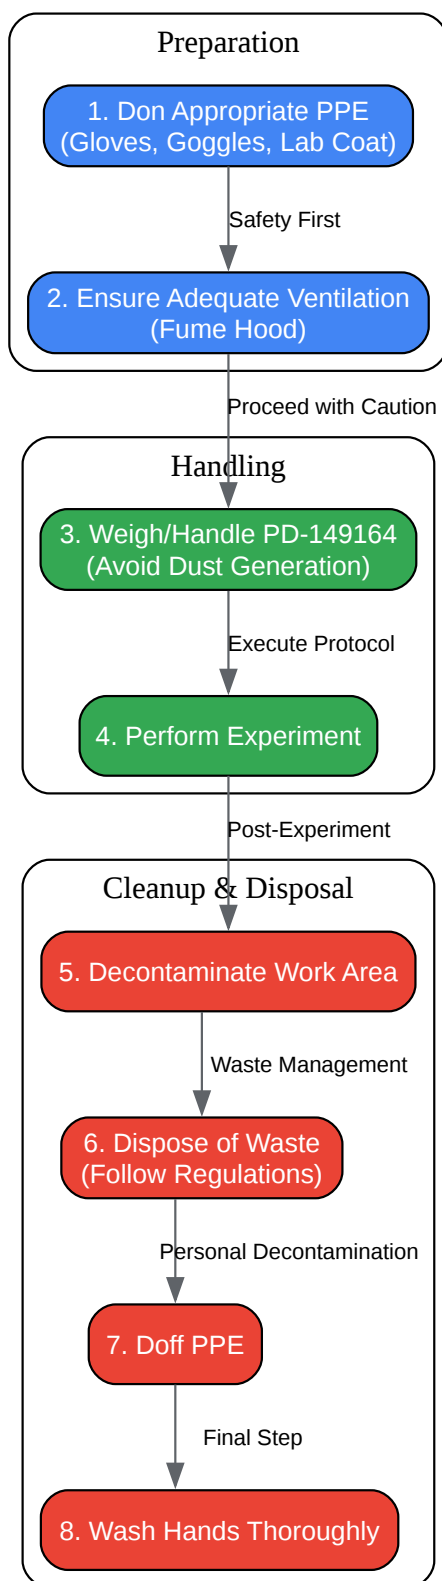 Preparation
1. Don Appropriate PPE
(Gloves, Goggles, Lab Coat)
Safety First
2. Ensure Adequate Ventilation
(Fume Hood)
Proceed with Caution
Handling
3. Weigh/Handle PD-149164
(Avoid Dust Generation)
Execute Protocol
4. Perform Experiment
Post-Experiment
Cleanup & Disposal
5. Decontaminate Work Area
Waste Management
6. Dispose of Waste
(Follow Regulations)
Personal Decontamination
7. Doff PPE
Final Step
8. Wash Hands Thoroughly